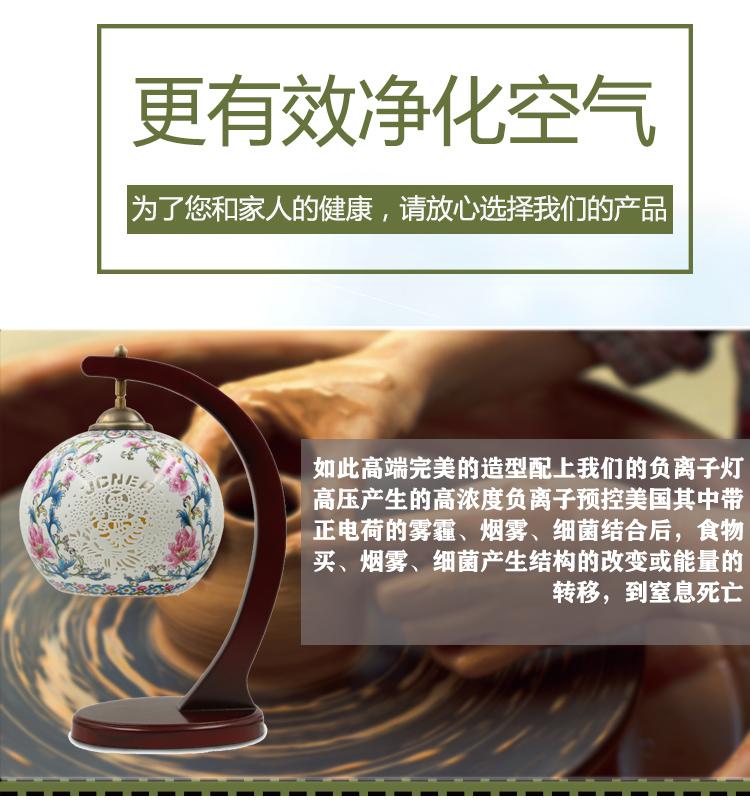 更有效净化空气
为了您和家人的健康，请放心选择我们的产品
JCNEA
如此高端完美的造型配上我们的负离子灯
高压产生的高浓度负离子预控美国其中带
正电荷的雾霾、烟雾、细菌结合后，食物
买、烟雾、细菌产生结构的改变或能量的
转移，到窒息死亡